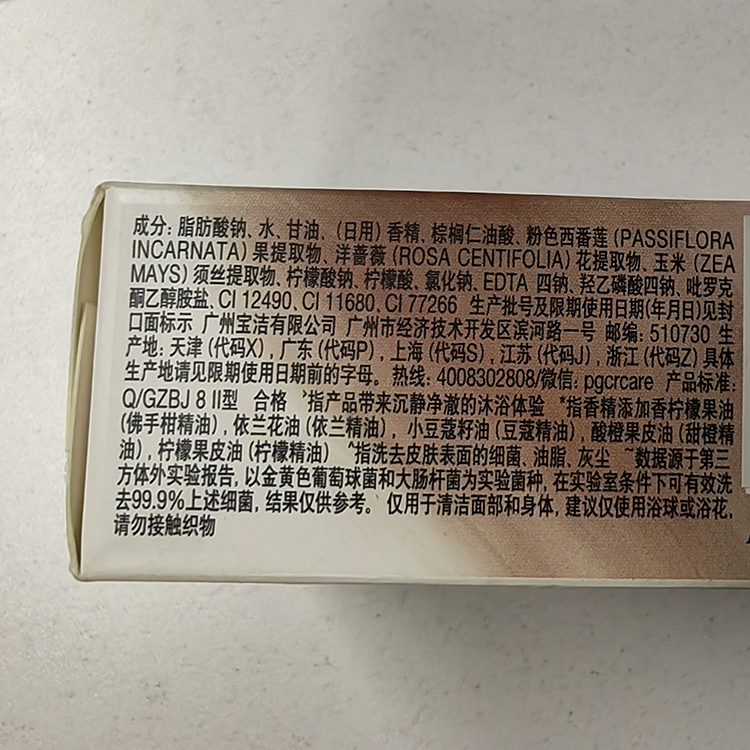 成分: 脂肪酸钠、水、甘油、(日用) 香精、棕榈仁油酸、粉色西番莲 (PASSIFLORA
INCARNATA) 果提取物、洋蔷薇 (ROSA CENTIFOLIA) 花提取物、玉米 (ZEA
MAYS) 须丝提取物、柠檬酸钠、柠檬酸、氯化钠、EDTA 四钠、羟乙磷酸四钠、吡罗克
酮乙醇胺盐、CI 12490、CI 11680、CI 77266 生产批号及限期使用日期(年月日)见封
口面标示 广州宝洁有限公司 广州市经济技术开发区滨河路一号 邮编: 510730 生
产地: 天津 (代码X) , 广东 (代码P) , 上海 (代码S) , 江苏 (代码J) , 浙江 (代码Z) 具体
生产地请见限期使用日期前的字母。 热线: 4008302808/微信: pgcrcare 产品标准:
Q/GZBJ 8 II型 合格 ʾ指产品带来沉静净澈的沐浴体验 *指香精添加香柠檬果油
(佛手柑精油) , 依兰花油 (依兰精油) , 小豆蔻籽油 (豆蔻精油) , 酸橙果皮油 (甜橙精
油) , 柠檬果皮油 (柠檬精油) ^指洗去皮肤表面的细菌、油脂、灰尘 ~数据源于第三
方体外实验报告, 以金黄色葡萄球菌和大肠杆菌为实验菌种, 在实验室条件下可有效洗
去99.9%上述细菌, 结果仅供参考。 仅用于清洁面部和身体, 建议仅使用浴球或浴花,
请勿接触织物